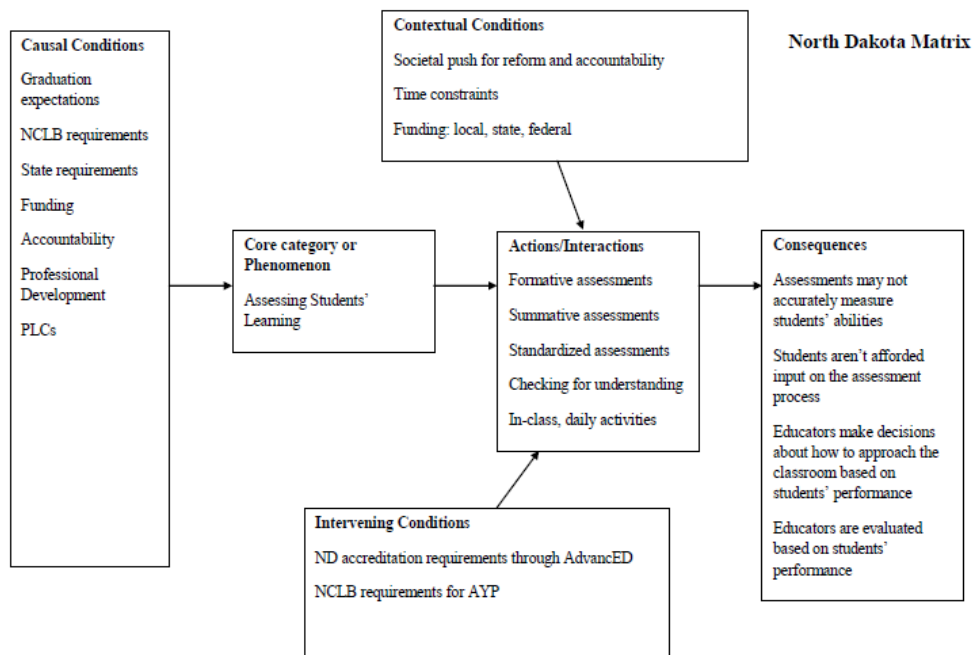 North Dakota Matrix
Causal Conditions
Graduation
expectations
NCLB requirements
State requirements
Funding
Accountability
Professional
Development
PLCs
Contextual Conditions
Societal push for reform and accountability
Time constraints
Funding: local, state, federal
Core category or
Phenomenon
Assessing Students’
Learning
Actions/Interactions
Formative assessments
Summative assessments
Standardized assessments
Checking for understanding
In-class, daily activities
Intervening Conditions
ND accreditation requirements through AdvancED
NCLB requirements for AYP
Consequences
Assessments may not
accurately measure
students’ abilities
Students aren’t afforded
input on the assessment
process
Educators make decisions
about how to approach the
classroom based on
students’ performance
Educators are evaluated
based on students’
performance